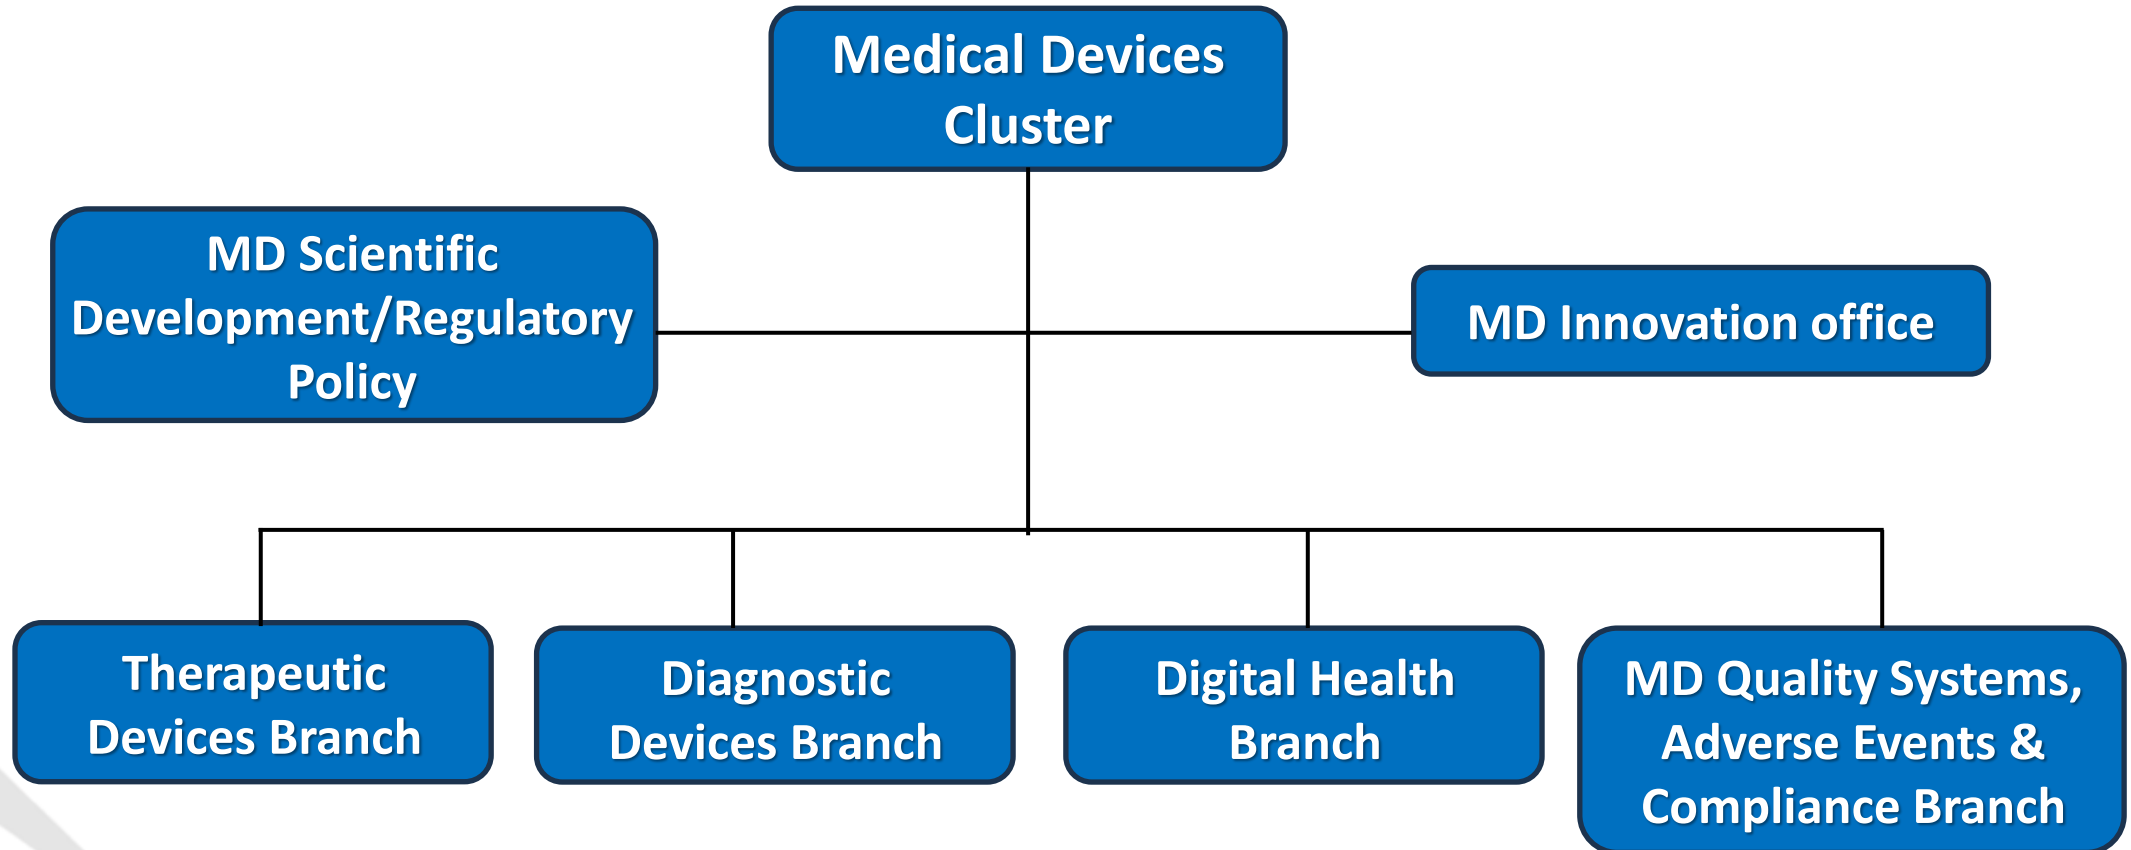 Medical Devices
Cluster
MD Scientific
Development/Regulatory
Policy
MD Innovation office
Therapeutic
Devices Branch
Diagnostic
Devices Branch
Digital Health
Branch
MD Quality Systems,
Adverse Events &
Compliance Branch